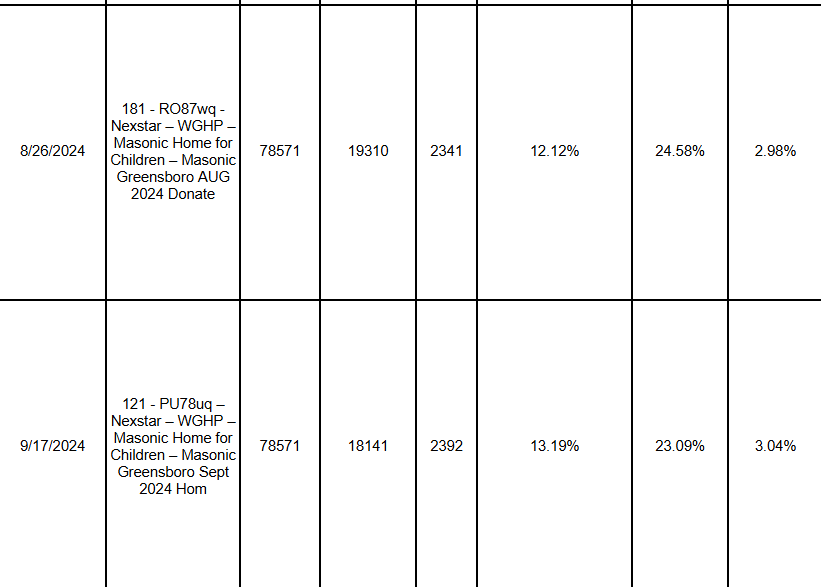 8/26/2024
181 - RO87wq -
Nexstar – WGHP –
Masonic Home for
Children – Masonic
Greensboro AUG
2024 Donate
78571
19310
2341
12.12%
24.58%
2.98%
9/17/2024
121 - PU78uq –
Nexstar – WGHP –
Masonic Home for
Children – Masonic
Greensboro Sept
2024 Hom
78571
18141
2392
13.19%
23.09%
3.04%